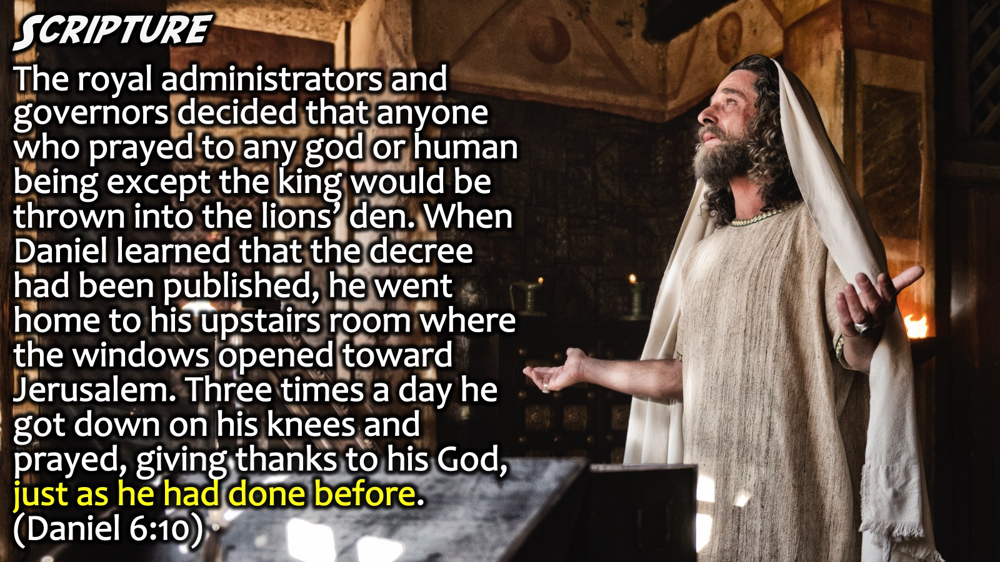 SCRIPTURE
The royal administrators and
governors decided that anyone
who prayed to any god or human
being except the king would be
thrown into the lions’ den. When
Daniel learned that the decree
had been published, he went
home to his upstairs room where
the windows opened toward
Jerusalem. Three times a day he
got down on his knees and
prayed, giving thanks to his God,
just as he had done before.
(Daniel 6:10)